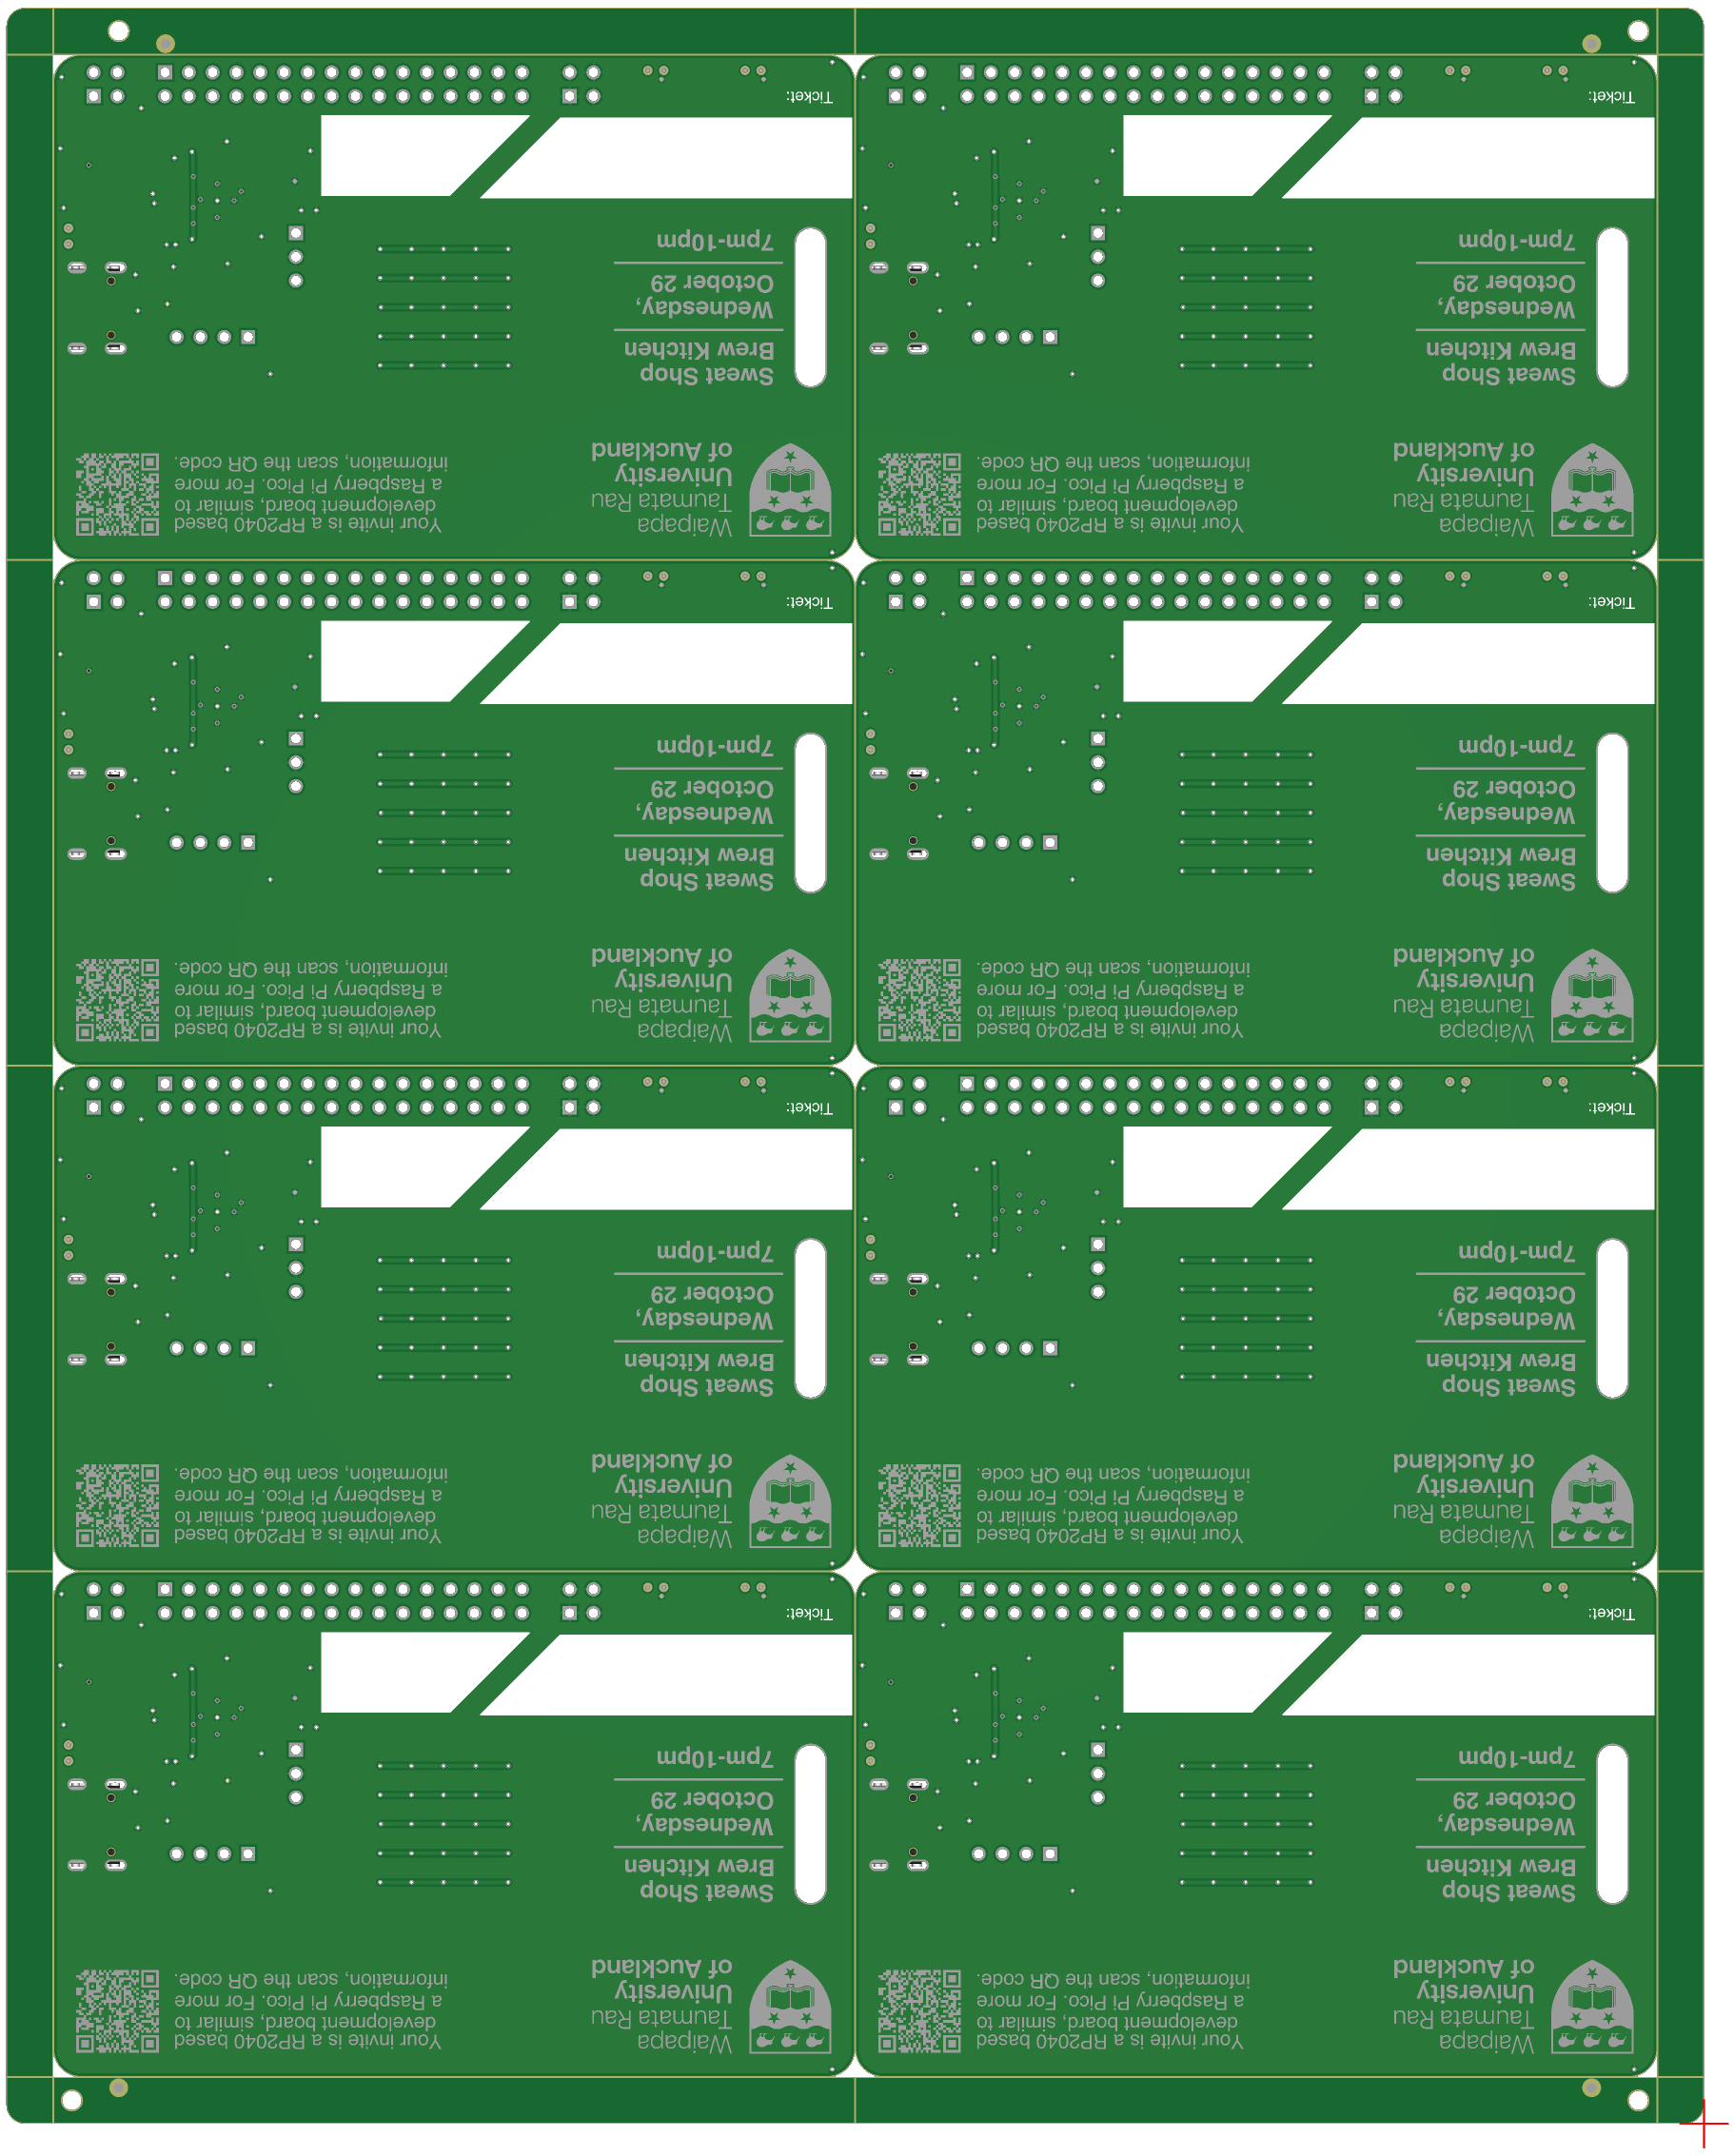 Waipapa
Taumata Rau
University
of Auckland
Your invite is a RP2040 based
development board, similar to
a Raspberry Pi Pico. For more
information, scan the QR code.
Sweat Shop
Brew Kitchen
Wednesday,
October 29
7pm-10pm
Ticket:
Waipapa
Taumata Rau
University
of Auckland
Your invite is a RP2040 based
development board, similar to
a Raspberry Pi Pico. For more
information, scan the QR code.
Sweat Shop
Brew Kitchen
Wednesday,
October 29
7pm-10pm
Ticket:
Waipapa
Taumata Rau
University
of Auckland
Your invite is a RP2040 based
development board, similar to
a Raspberry Pi Pico. For more
information, scan the QR code.
Sweat Shop
Brew Kitchen
Wednesday,
October 29
7pm-10pm
Ticket:
Waipapa
Taumata Rau
University
of Auckland
Your invite is a RP2040 based
development board, similar to
a Raspberry Pi Pico. For more
information, scan the QR code.
Sweat Shop
Brew Kitchen
Wednesday,
October 29
7pm-10pm
Ticket:
Waipapa
Taumata Rau
University
of Auckland
Your invite is a RP2040 based
development board, similar to
a Raspberry Pi Pico. For more
information, scan the QR code.
Sweat Shop
Brew Kitchen
Wednesday,
October 29
7pm-10pm
Ticket:
Waipapa
Taumata Rau
University
of Auckland
Your invite is a RP2040 based
development board, similar to
a Raspberry Pi Pico. For more
information, scan the QR code.
Sweat Shop
Brew Kitchen
Wednesday,
October 29
7pm-10pm
Ticket:
Waipapa
Taumata Rau
University
of Auckland
Your invite is a RP2040 based
development board, similar to
a Raspberry Pi Pico. For more
information, scan the QR code.
Sweat Shop
Brew Kitchen
Wednesday,
October 29
7pm-10pm
Ticket:
Waipapa
Taumata Rau
University
of Auckland
Your invite is a RP2040 based
development board, similar to
a Raspberry Pi Pico. For more
information, scan the QR code.
Sweat Shop
Brew Kitchen
Wednesday,
October 29
7pm-10pm
Ticket: